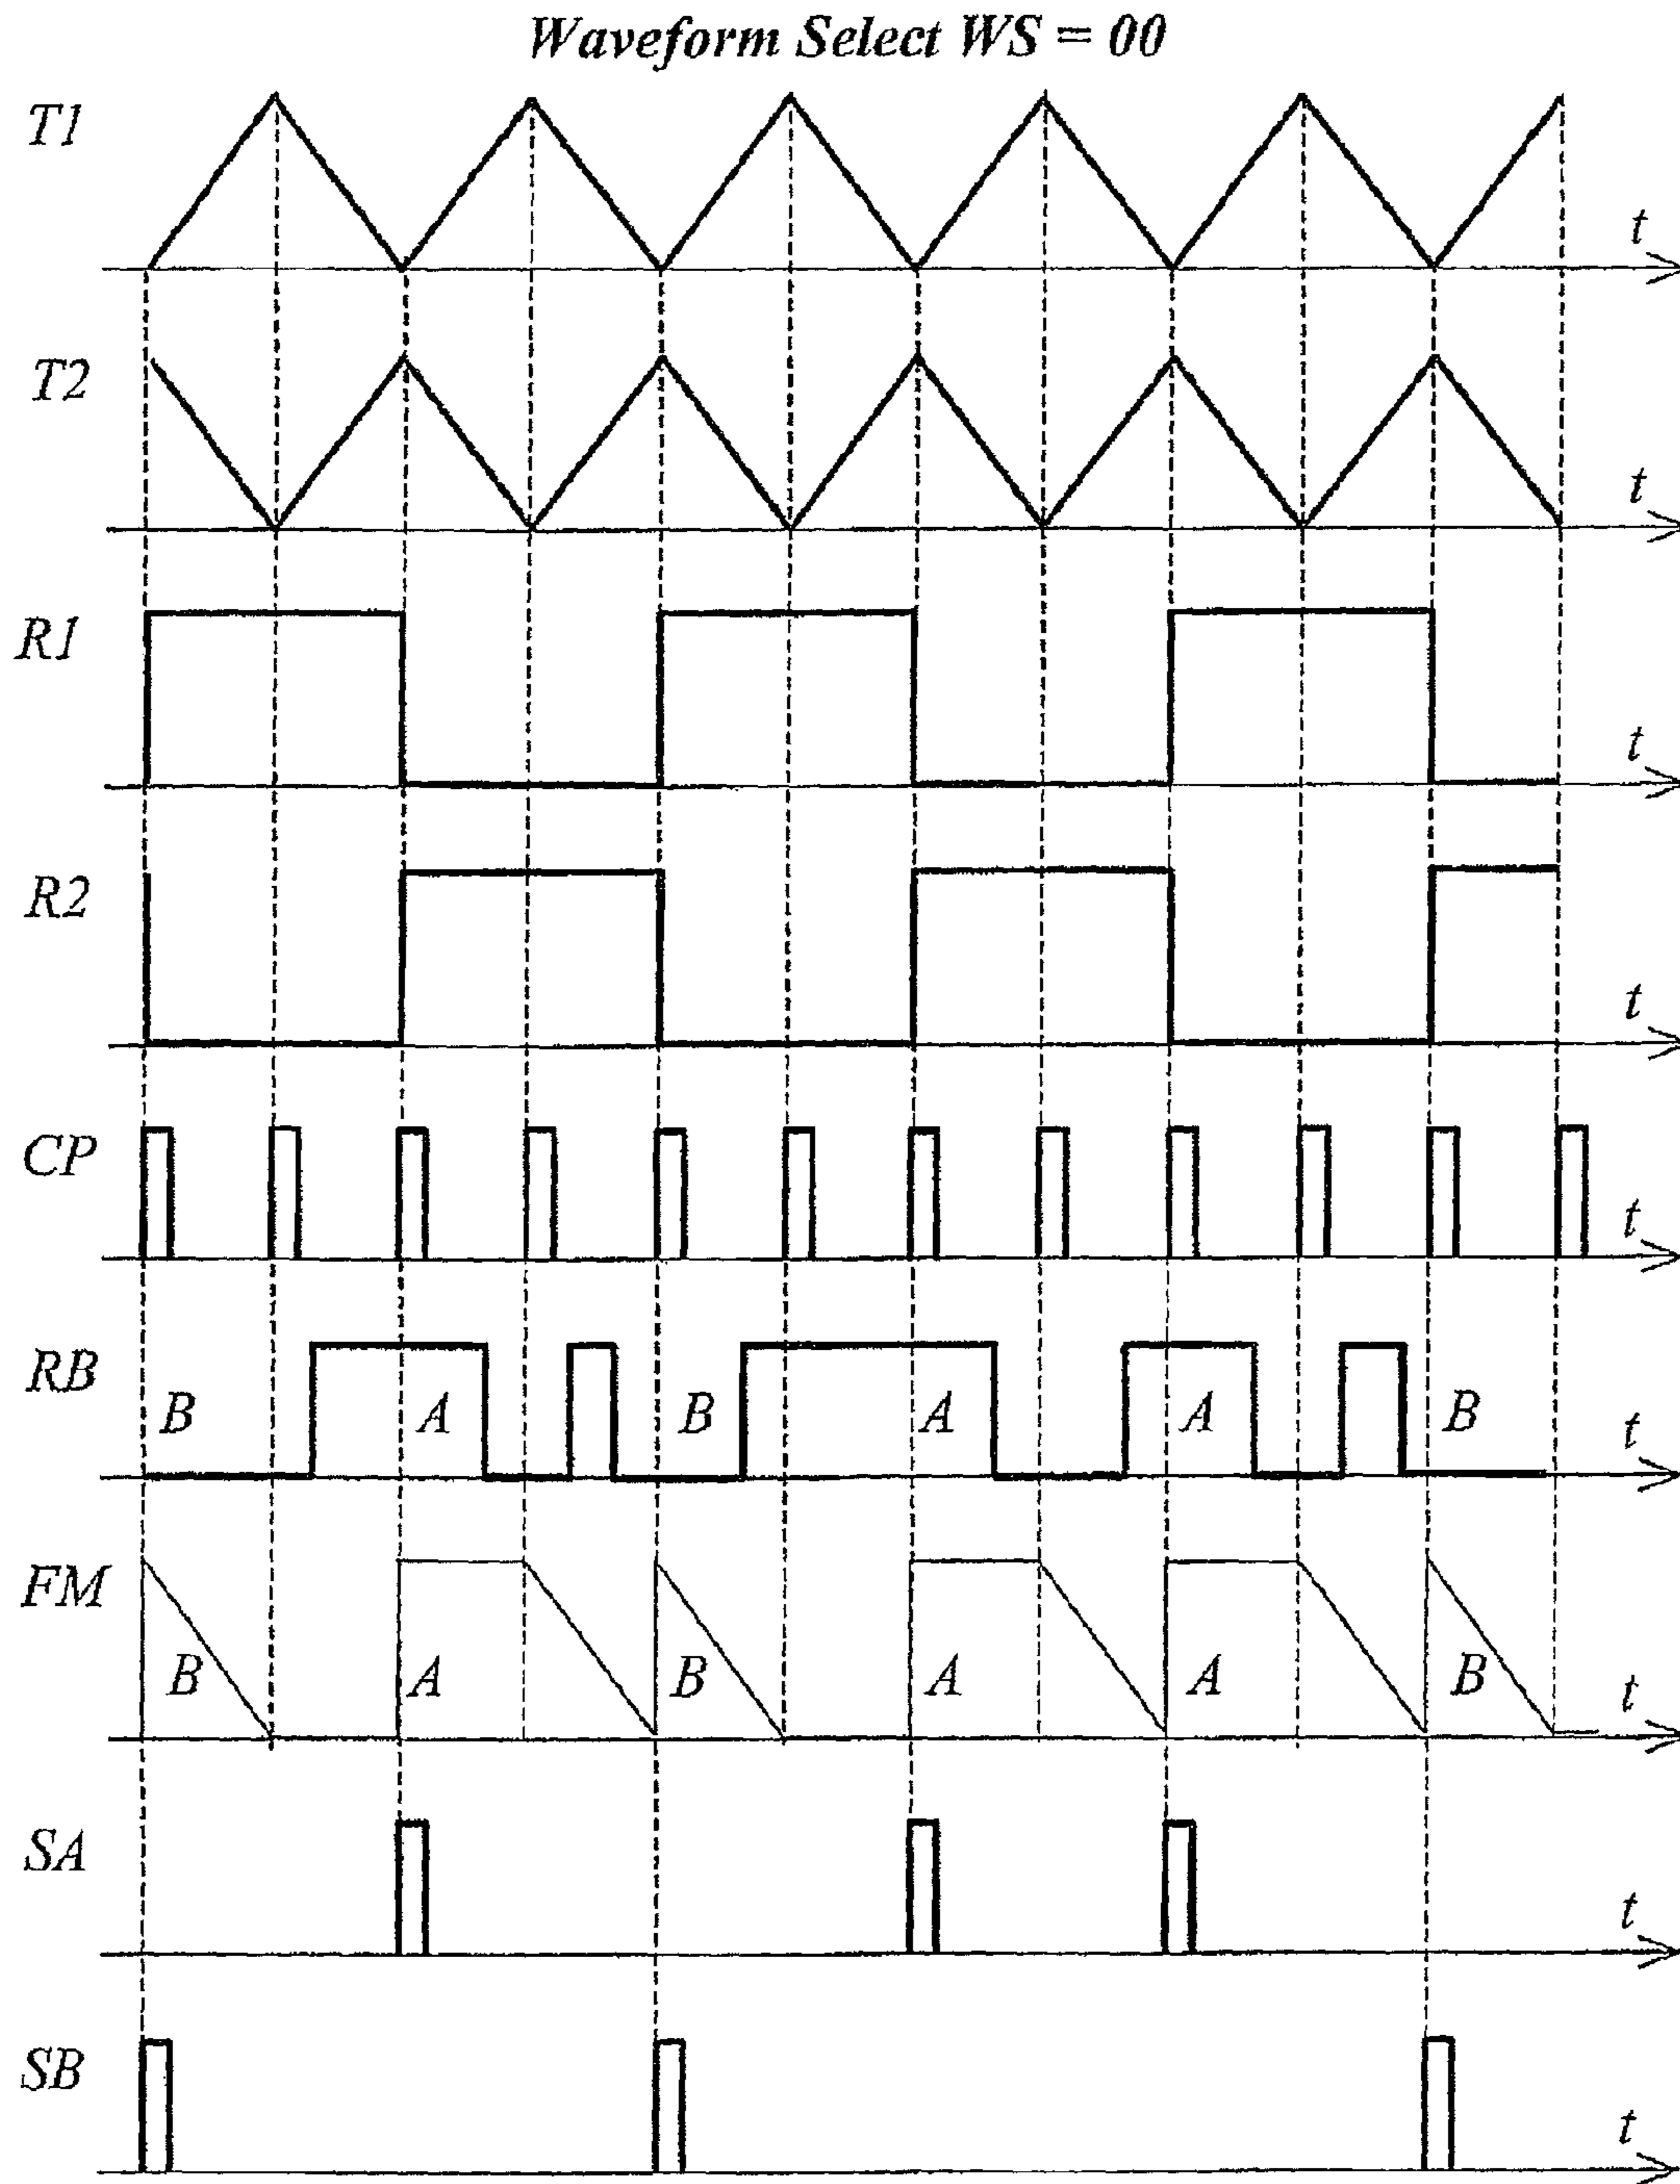 Waveform Select WS = 00
T1
t
T2
t
R1
t
R2
t
CP
t
RB
B A B A A B
t
FM
B A B A A B
t
SA
t
SB
t